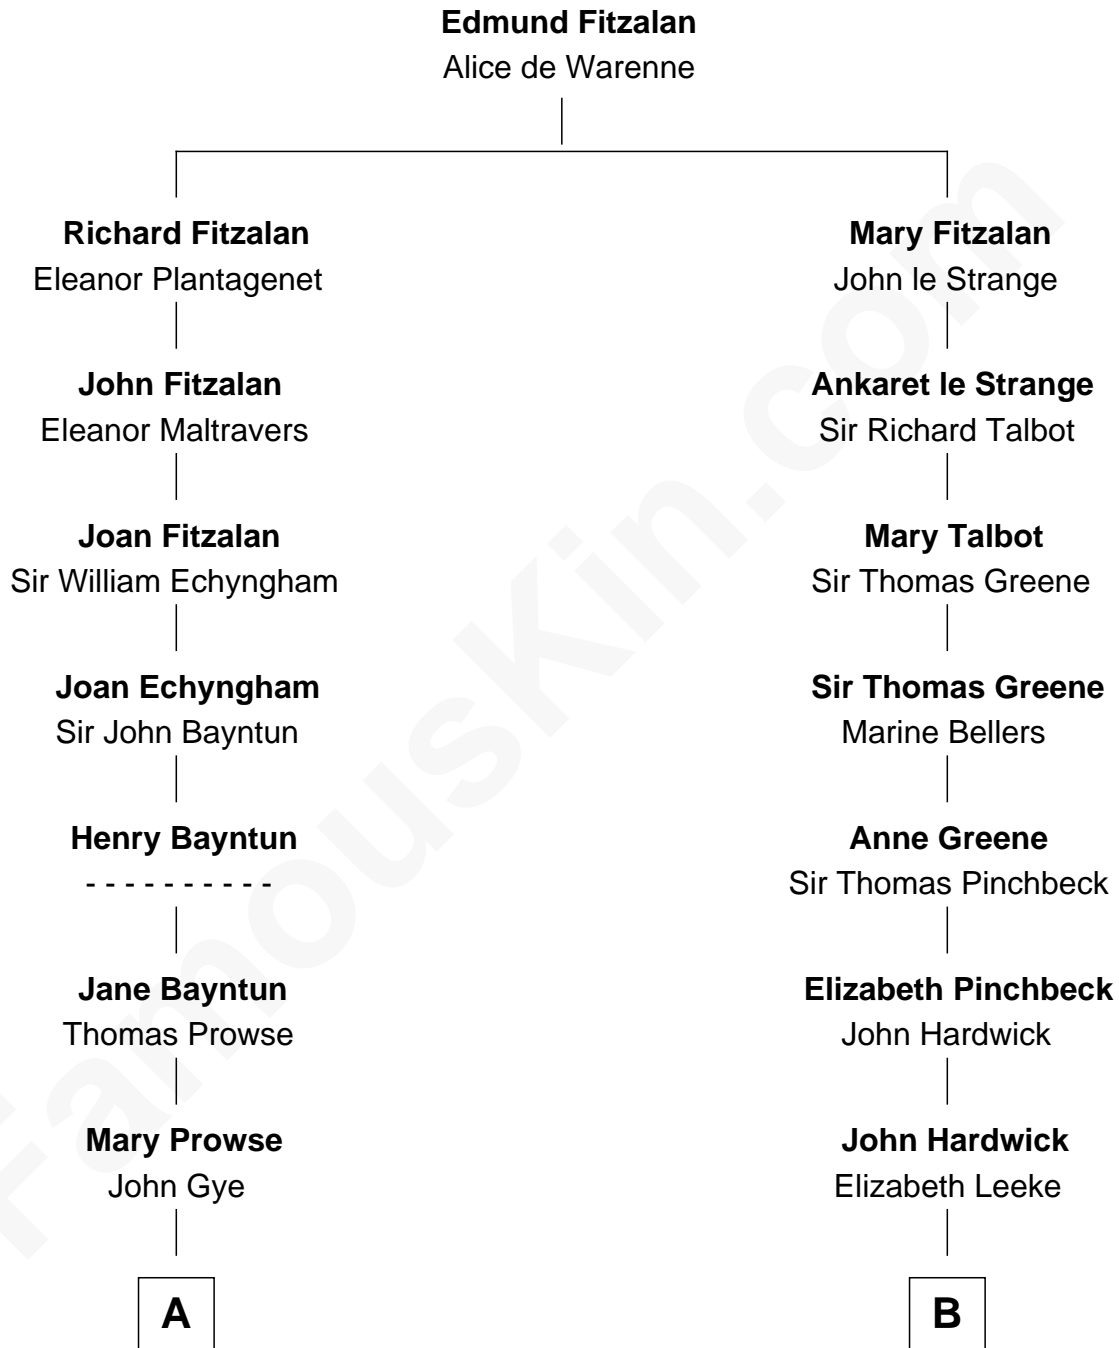 Edmund Fitzalan
Alice de Warenne
Richard Fitzalan
Eleanor Plantagenet
Mary Fitzalan
John le Strange
John Fitzalan
Eleanor Maltravers
Ankaret le Strange
Sir Richard Talbot
Joan Fitzalan
Sir William Echyngham
Mary Talbot
Sir Thomas Greene
Joan Echyngham
Sir John Bayntun
Sir Thomas Greene
Marine Bellers
Henry Bayntun
- - - - - - - - - -
Anne Greene
Sir Thomas Pinchbeck
Jane Bayntun
Thomas Prowse
Elizabeth Pinchbeck
John Hardwick
Mary Prowse
John Gye
John Hardwick
Elizabeth Leeke
A
B
FamousKin.com